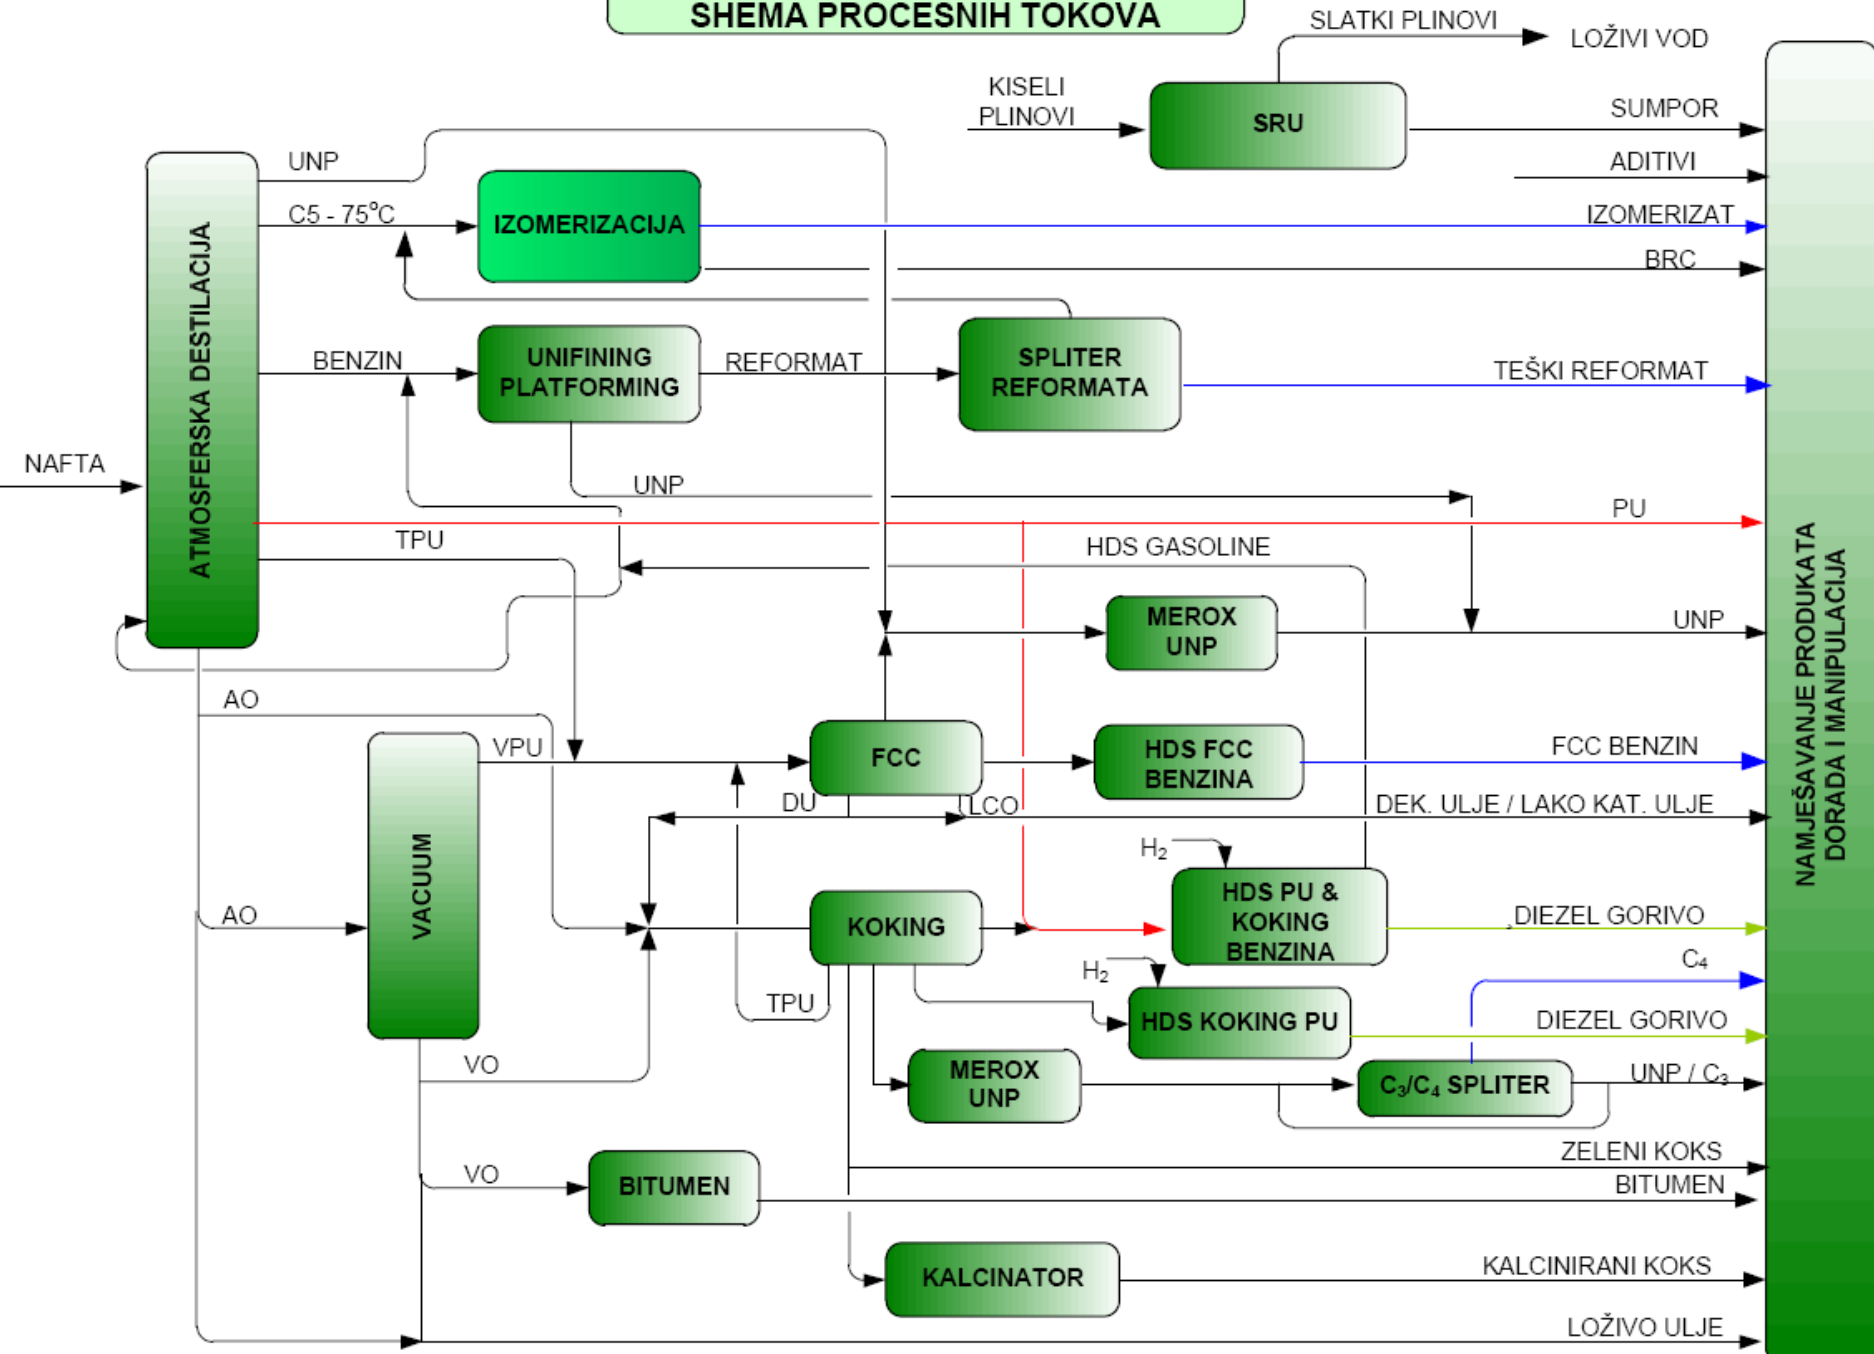 SHEMA PROCESNIH TOKOVA
SLATKI PLINOVI
LOŽIVI VOD
KISELI
PLINOVI
SRU
SUMPOR
ADITIVI
UNP
C5 - 75°C
IZOMERIZACIJA
IZOMERIZAT
BRC
ATMOSFERSKA DESTILACIJA
BENZIN
UNIFINING
PLATFORMING
REFORMAT
SPLITER
REFORMATA
TEŠKI REFORMAT
NAFTA
UNP
PU
TPU
HDS GASOLINE
MEROX
UNP
UNP
NAMJEŠAVANJE PRODUKATA
DORADA I MANIPULACIJA
AO
VPU
FCC
HDS FCC
BENZINA
FCC BENZIN
DU
LCO
DEK. ULJE / LAKO KAT. ULJE
VACUUM
H₂
HDS PU &
KOKING
BENZINA
AO
KOKING
DIEZEL GORIVO
C₄
H₂
TPU
HDS KOKING PU
DIEZEL GORIVO
VO
MEROX
UNP
C₃/C₄ SPLITER
UNP / C₃
ZELENI KOKS
VO
BITUMEN
BITUMEN
KALCINATOR
KALCINIRANI KOKS
LOŽIVO ULJE